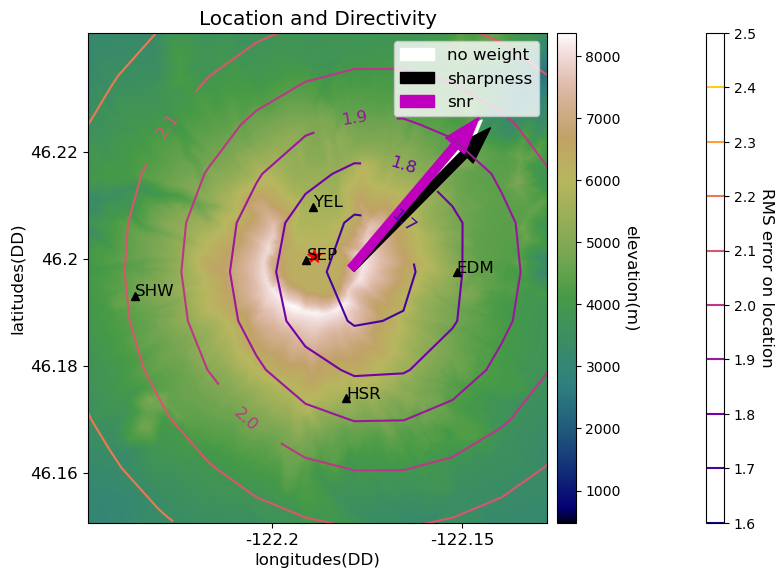 Location and Directivity
no weight
sharpness
snr
2.1
1.9
1.8
1.7
2.0
YEL
SEP
EDM
SHW
HSR
46.22
46.2
46.18
46.16
latitudes(DD)
-122.2
-122.15
longitudes(DD)
8000
7000
6000
5000
4000
3000
2000
1000
elevation(m)
2.5
2.4
2.3
2.2
2.1
2.0
1.9
1.8
1.7
1.6
RMS error on location